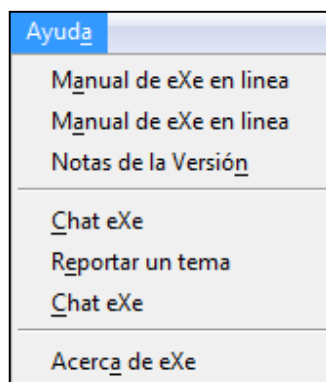 Ayuda
Manual de eXe en linea
Manual de eXe en linea
Notas de la Versión
Chat eXe
Reportar un tema
Chat eXe
Acerca de eXe